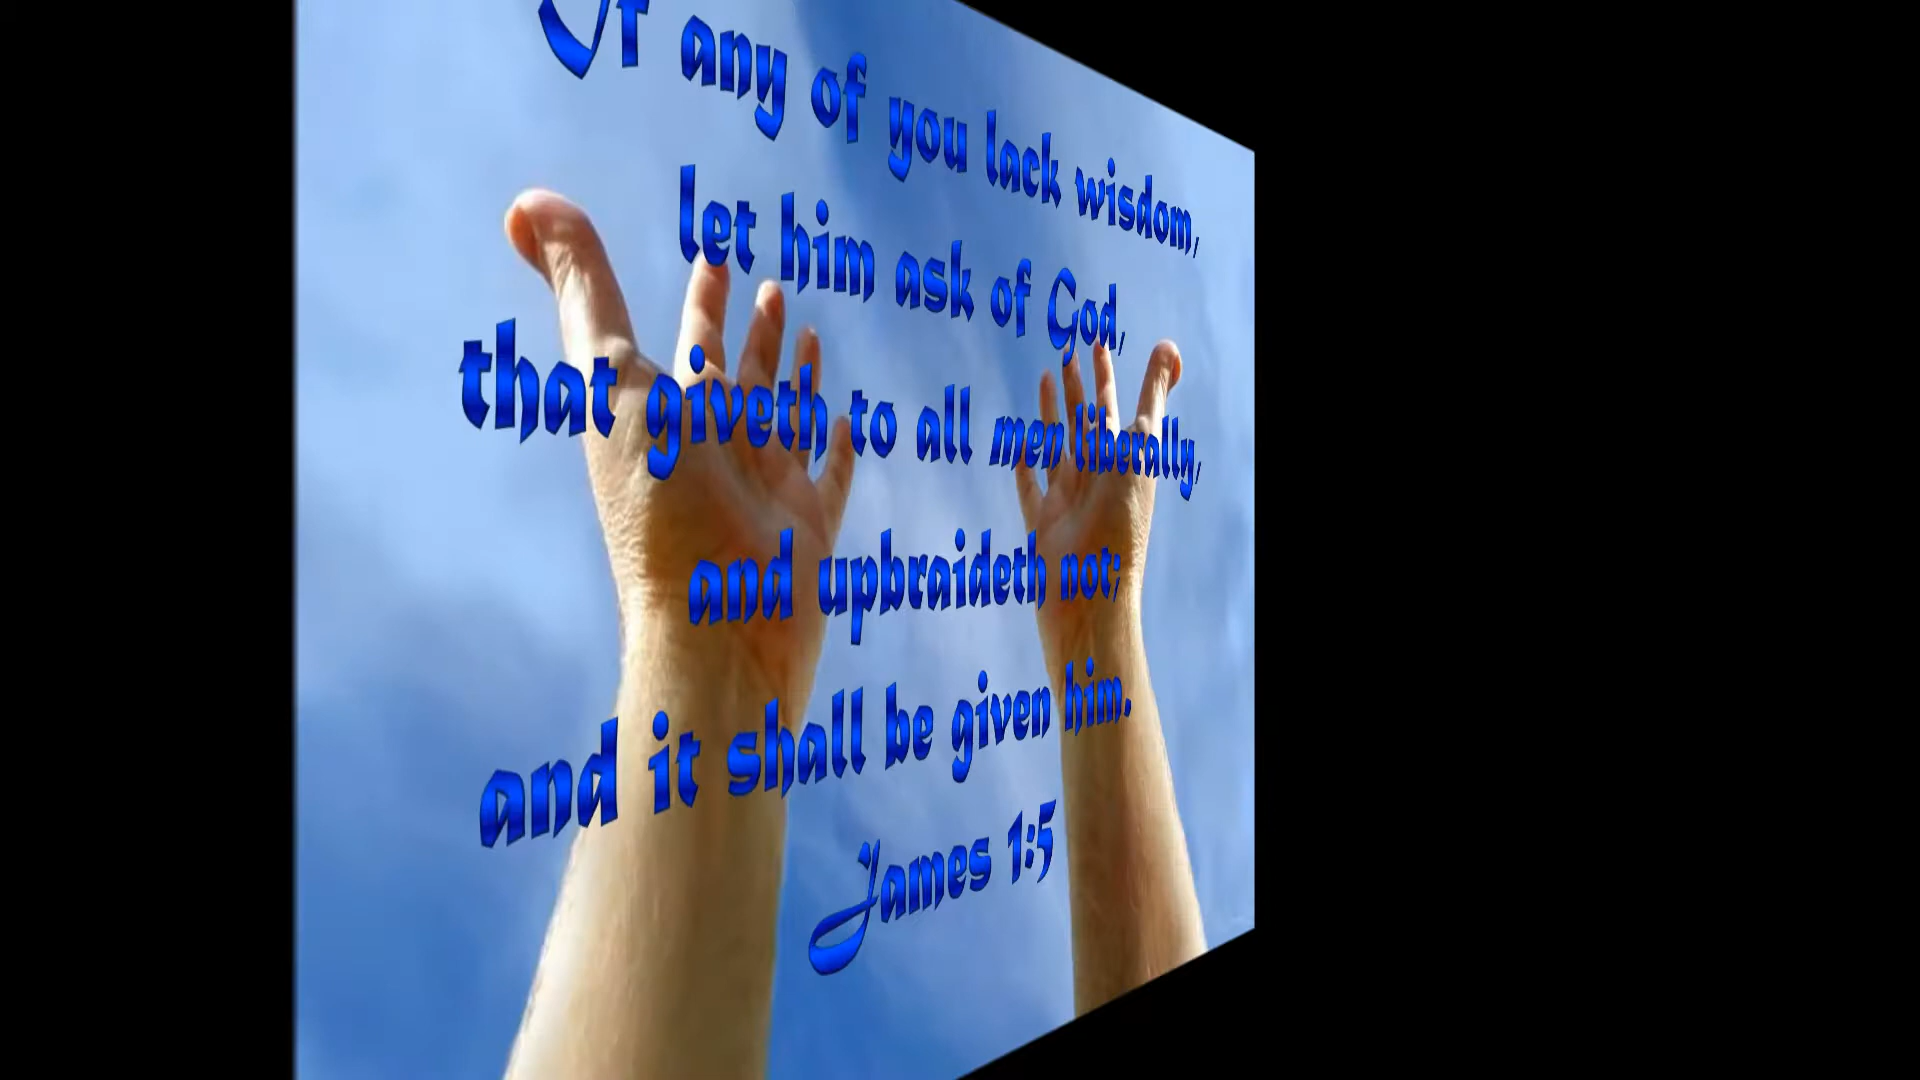 If any of you lack wisdom,
let him ask of God,
that giveth to all men liberally,
and upbraideth not;
and it shall be given him.
James 1:5